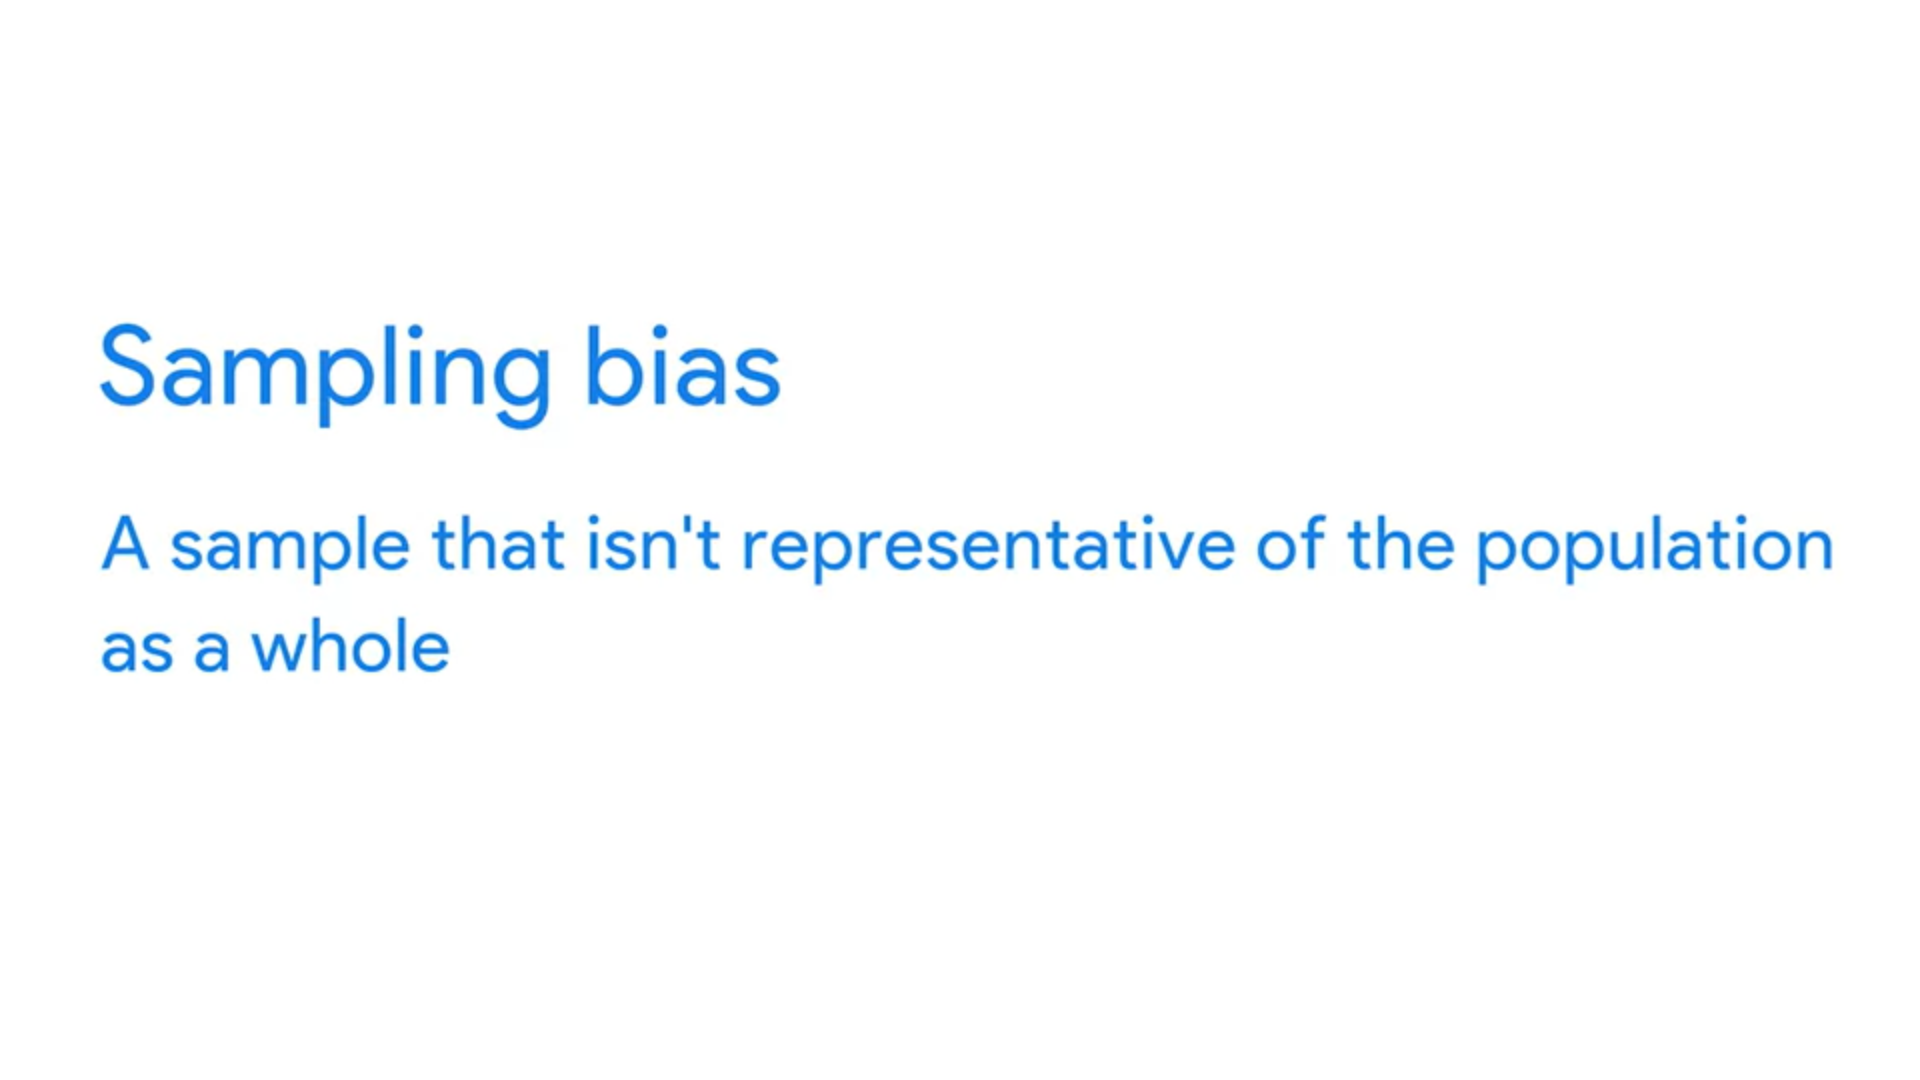 Sampling bias
A sample that isn't representative of the population
as a whole